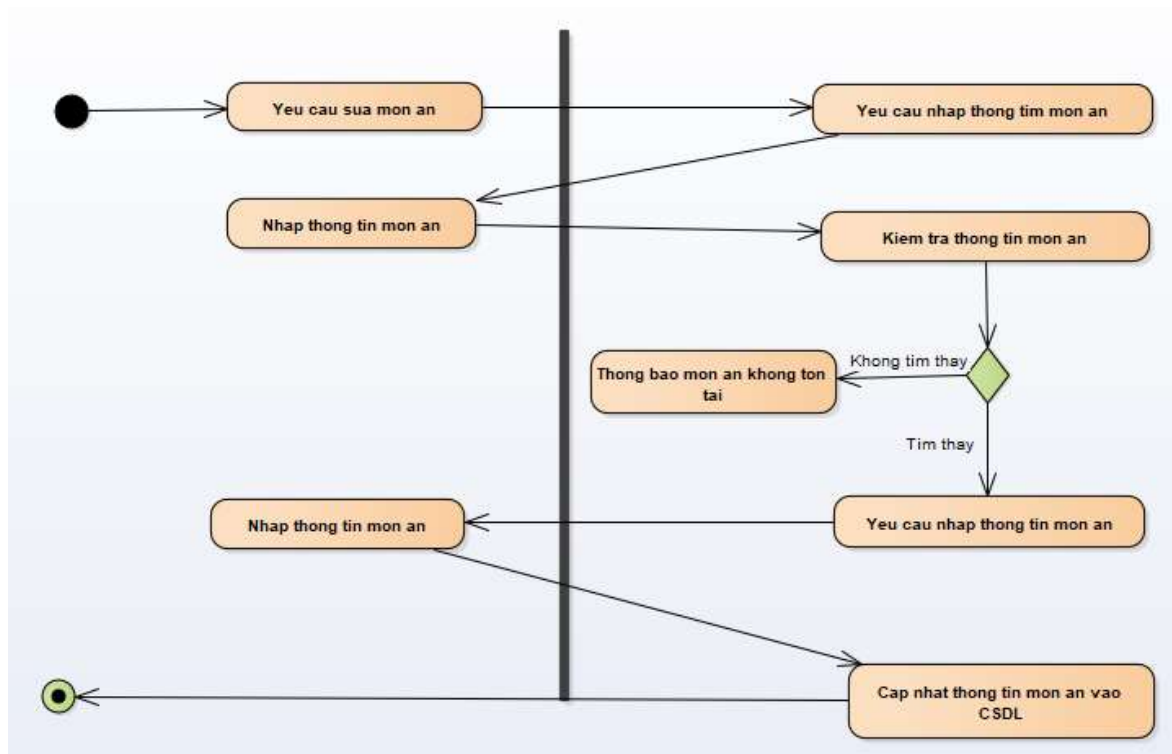 Yeu cau sua mon an
Yeu cau nhap thong tim mon an
Nhap thong tin mon an
Kiem tra thong tin mon an
Khong tim thay
Thong bao mon an khong ton
tai
Tim thay
Nhap thong tin mon an
Yeu cau nhap thong tin mon an
Cap nhat thong tin mon an vao
CSDL